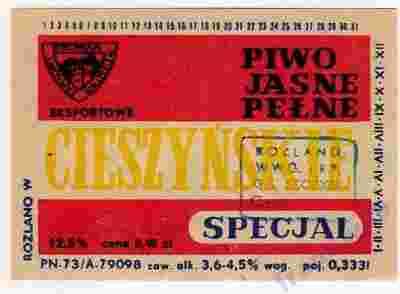 1 2 3 4 5 6 7 8 9 10 11 12 13 14 15 16 17 18 19 20 21 22 23 24 25 26 27 28 29 30 31
PIWO
JASNE
PEŁNE
EKSPORTOWE
CIESZYŃSKIE
ROZLANO
SPECJAL
12,5% cena zł
PN-73/A-79098 zaw. alk. 3,6-4,5% wag. poj. 0,33 l
ROZLANO W
I-II-III-IV-V-VI-VII-VIII-IX-X-XI-XII